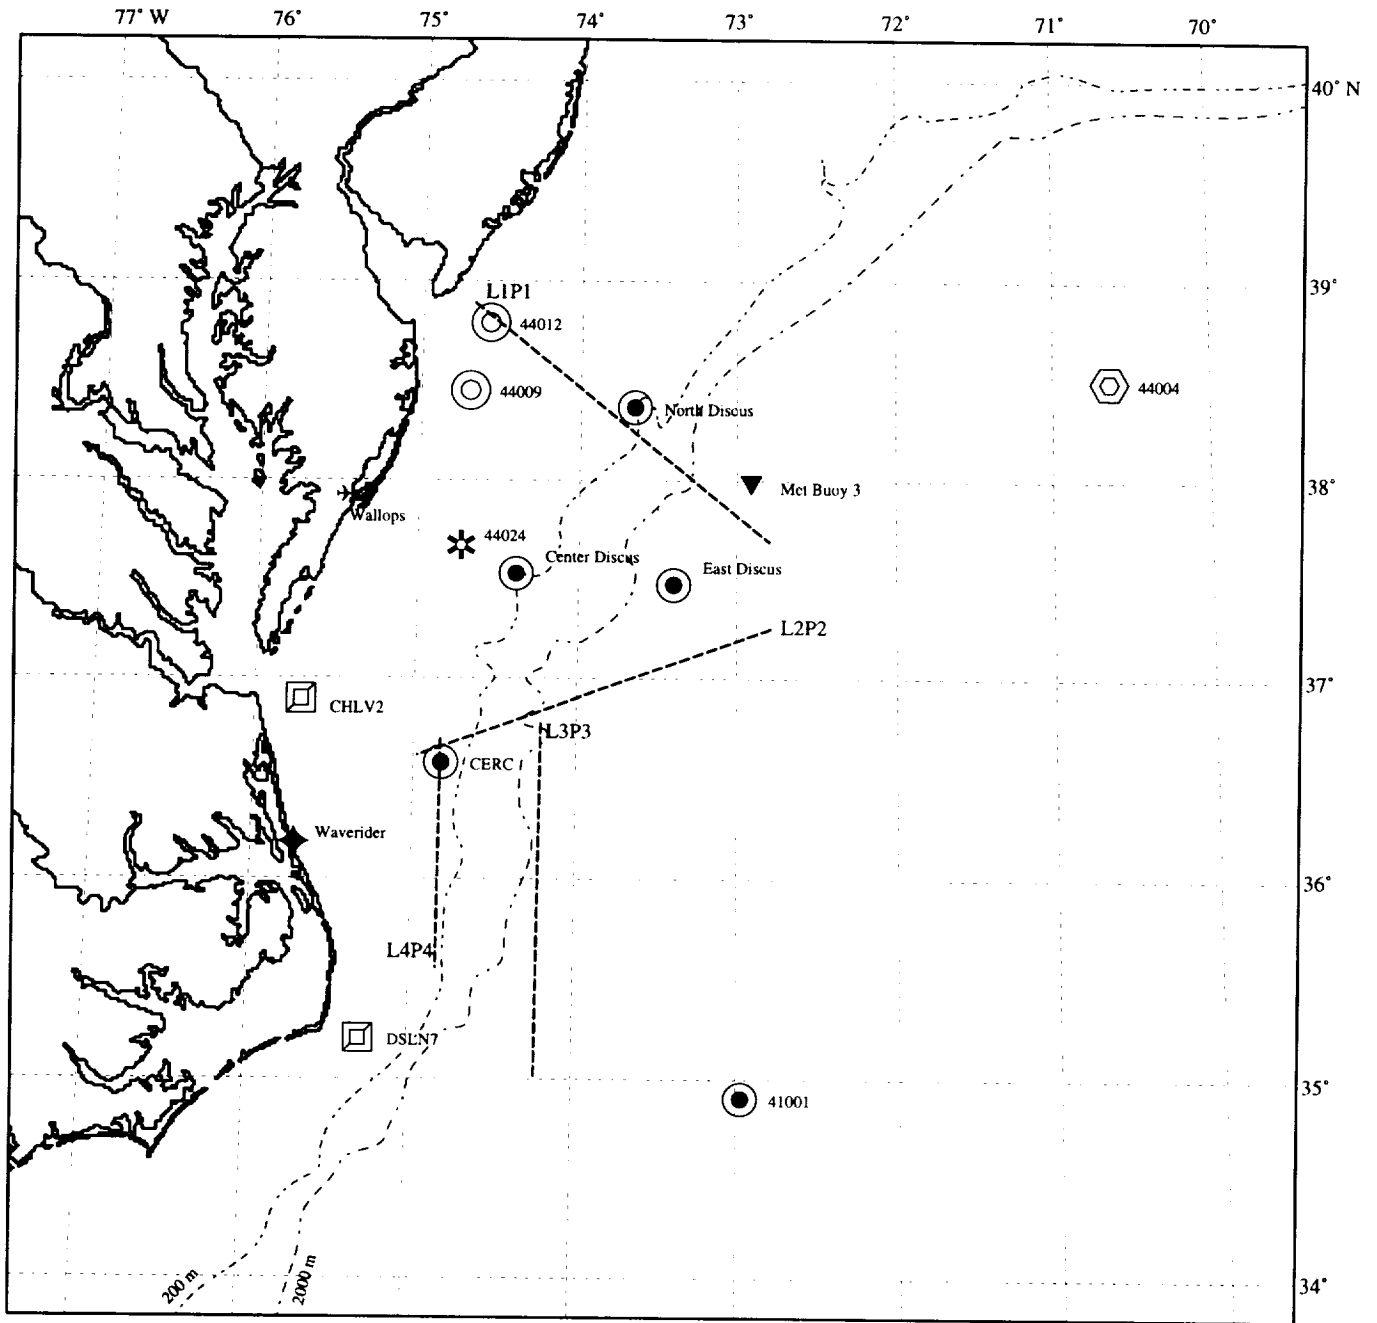 77° W 76° 75° 74° 73° 72° 71° 70°
40° N
39°
L1P1
44012
44009
44004
North Discus
38°
Met Buoy 3
Wallops
44024
Center Discus
East Discus
L2P2
37°
CHLV2
L3P3
CERC
Waverider
36°
L4P4
DSLN7
35°
41001
200 m
2000 m
34°